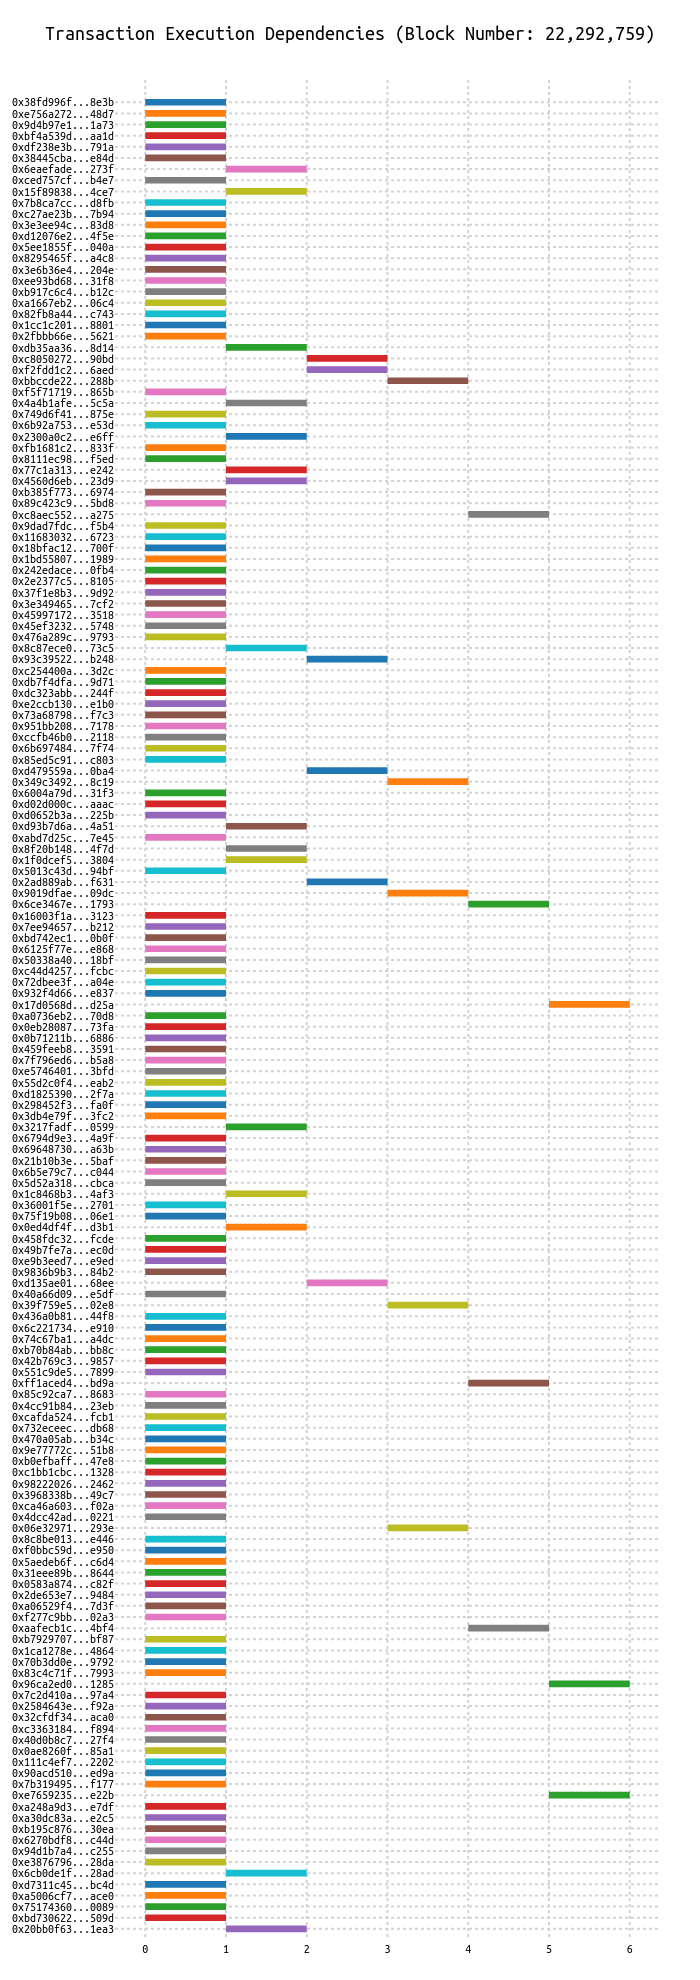 Transaction Execution Dependencies (Block Number: 22,292,759)
0x38fd996f...8e3b
0xe756a272...48d7
0x9d4b97e1...1a73
0xbf4a539d...aa1d
0xdf238e3b...791a
0x38445cba...e84d
0x6eaefade...273f
0xced757cf...b4e7
0x15f89838...4ce7
0x7b8ca7cc...d8fb
0xc27ae23b...7b94
0x3e3ee94c...83d8
0xd12076e2...4f5e
0x5ee1855f...040a
0x8295465f...a4c8
0x3e6b36e4...204e
0xee93bd68...31f8
0xb917c6c4...b12c
0xa1667eb2...06c4
0x82fb8a44...c743
0x1cc1c201...8801
0x2fbbb66e...5621
0xdb35aa36...8d14
0xc8050272...90bd
0xf2fdd1c2...6aed
0xbbccde22...288b
0xf5f71719...865b
0x4a4b1afe...5c5a
0x749d6f41...875e
0x6b92a753...e53d
0x2300a0c2...e6ff
0xfb1681c2...833f
0x8111ec98...f5ed
0x77c1a313...e242
0x4560d6eb...23d9
0xb385f773...6974
0x89c423c9...5bd8
0xc8aec552...a275
0x9dad7fdc...f5b4
0x11683032...6723
0x18bfac12...700f
0x1bd55807...1989
0x242edace...0fb4
0x2e2377c5...8105
0x37f1e8b3...9d92
0x3e349465...7cf2
0x45997172...3518
0x45ef3232...5748
0x476a289c...9793
0x8c87ece0...73c5
0x93c39522...b248
0xc254400a...3d2c
0xdb7f4dfa...9d71
0xdc323abb...244f
0xe2ccb130...e1b0
0x73a68798...f7c3
0x951bb208...7178
0xccfb46b0...2118
0x6b697484...7f74
0x85ed5c91...c803
0xd479559a...0ba4
0x349c3492...8c19
0x6004a79d...31f3
0xd02d000c...aaac
0xd0652b3a...225b
0xd93b7d6a...4a51
0xabd7d25c...7e45
0x8f20b148...4f7d
0x1f0dcef5...3804
0x5013c43d...94bf
0x2ad889ab...f631
0x9019dfae...09dc
0x6ce3467e...1793
0x16003f1a...3123
0x7ee94657...b212
0xbd742ec1...0b0f
0x6125f77e...e868
0x50338a40...18bf
0xc44d4257...fcbc
0x72dbee3f...a04e
0x932f4d66...e837
0x17d0568d...d25a
0xa0736eb2...70d8
0x0eb28087...73fa
0x0b71211b...6886
0x459feeb8...3591
0x7f796ed6...b5a8
0xe5746401...3bfd
0x55d2c0f4...eab2
0xd1825390...2f7a
0x298452f3...fa0f
0x3db4e79f...3fc2
0x3217fadf...0599
0x6794d9e3...4a9f
0x69648730...a63b
0x21b10b3e...5baf
0x6b5e79c7...c044
0x5d52a318...cbca
0x1c8468b3...4af3
0x36001f5e...2701
0x75f19b08...06e1
0x0ed4df4f...d3b1
0x458fdc32...fcde
0x49b7fe7a...ec0d
0xe9b3eed7...e9ed
0x9836b9b3...84b2
0xd135ae01...68ee
0x40a66d09...e5df
0x39f759e5...02e8
0x436a0b81...44f8
0x6c221734...e910
0x74c67ba1...a4dc
0xb70b84ab...bb8c
0x42b769c3...9857
0x551c9de5...7899
0xff1aced4...bd9a
0x85c92ca7...8683
0x4cc91b84...23eb
0xcafda524...fcb1
0x732eceec...db68
0x470a05ab...b34c
0x9e77772c...51b8
0xb0efbaff...47e8
0xc1bb1cbc...1328
0x98222026...2462
0x3968338b...49c7
0xca46a603...f02a
0x4dcc42ad...0221
0x06e32971...293e
0x8c8be013...e446
0xf0bbc59d...e950
0x5aedeb6f...c6d4
0x31eee89b...8644
0x0583a874...c82f
0x2de653e7...9484
0xa06529f4...7d3f
0xf277c9bb...02a3
0xaafecb1c...4bf4
0xb7929707...bf87
0x1ca1278e...4864
0x70b3dd0e...9792
0x83c4c71f...7993
0x96ca2ed0...1285
0x7c2d410a...97a4
0x2584643e...f92a
0x32cfdf34...aca0
0xc3363184...f894
0x40d0b8c7...27f4
0x0ae8260f...85a1
0x111c4ef7...2202
0x90acd510...ed9a
0x7b319495...f177
0xe7659235...e22b
0xa248a9d3...e7df
0xa30dc83a...e2c5
0xb195c876...30ea
0x6270bdf8...c44d
0x94d1b7a4...c255
0xe3876796...28da
0x6cb0de1f...28ad
0xd7311c45...bc4d
0xa5006cf7...ace0
0x75174360...0089
0xbd730622...509d
0x20bb0f63...1ea3
0 1 2 3 4 5 6